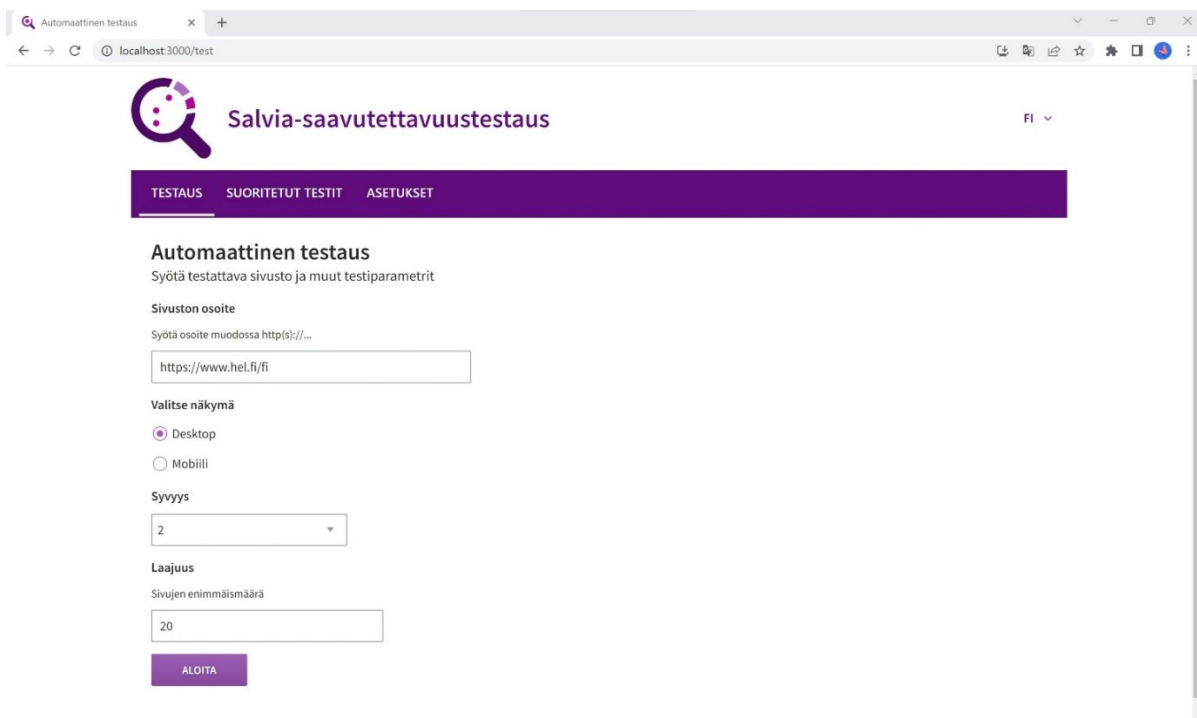 Automaattinen testaus
localhost:3000/test
Salvia-saavutettavuustestaus
FI
TESTAUS SUORITETUT TESTIT ASETUKSET
Automaattinen testaus
Syötä testattava sivusto ja muut testiparametrit
Sivuston osoite
Syötä osoite muodossa http(s)://...
https://www.hel.fi/fi
Valitse näkymä
Desktop
Mobiili
Syvyys
2
Laajuus
Sivujen enimmäismäärä
20
ALOITA